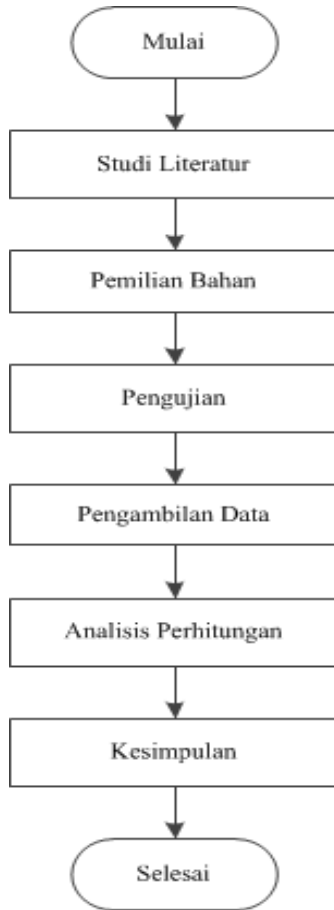 Mulai
Studi Literatur
Pemilian Bahan
Pengujian
Pengambilan Data
Analisis Perhitungan
Kesimpulan
Selesai